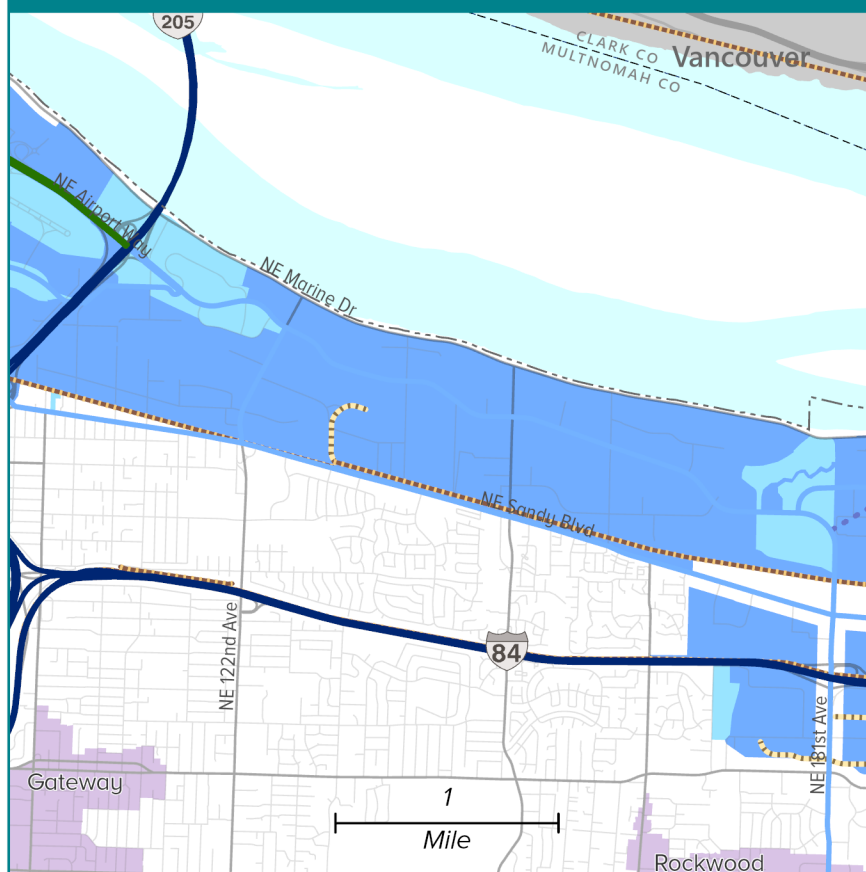 205
CLARK CO
MULTNOMAH CO
Vancouver
NE Airport Way
NE Marine Dr
NE Sandy Blvd
NE 122nd Ave
84
NE 181st Ave
Gateway
1
Mile
Rockwood